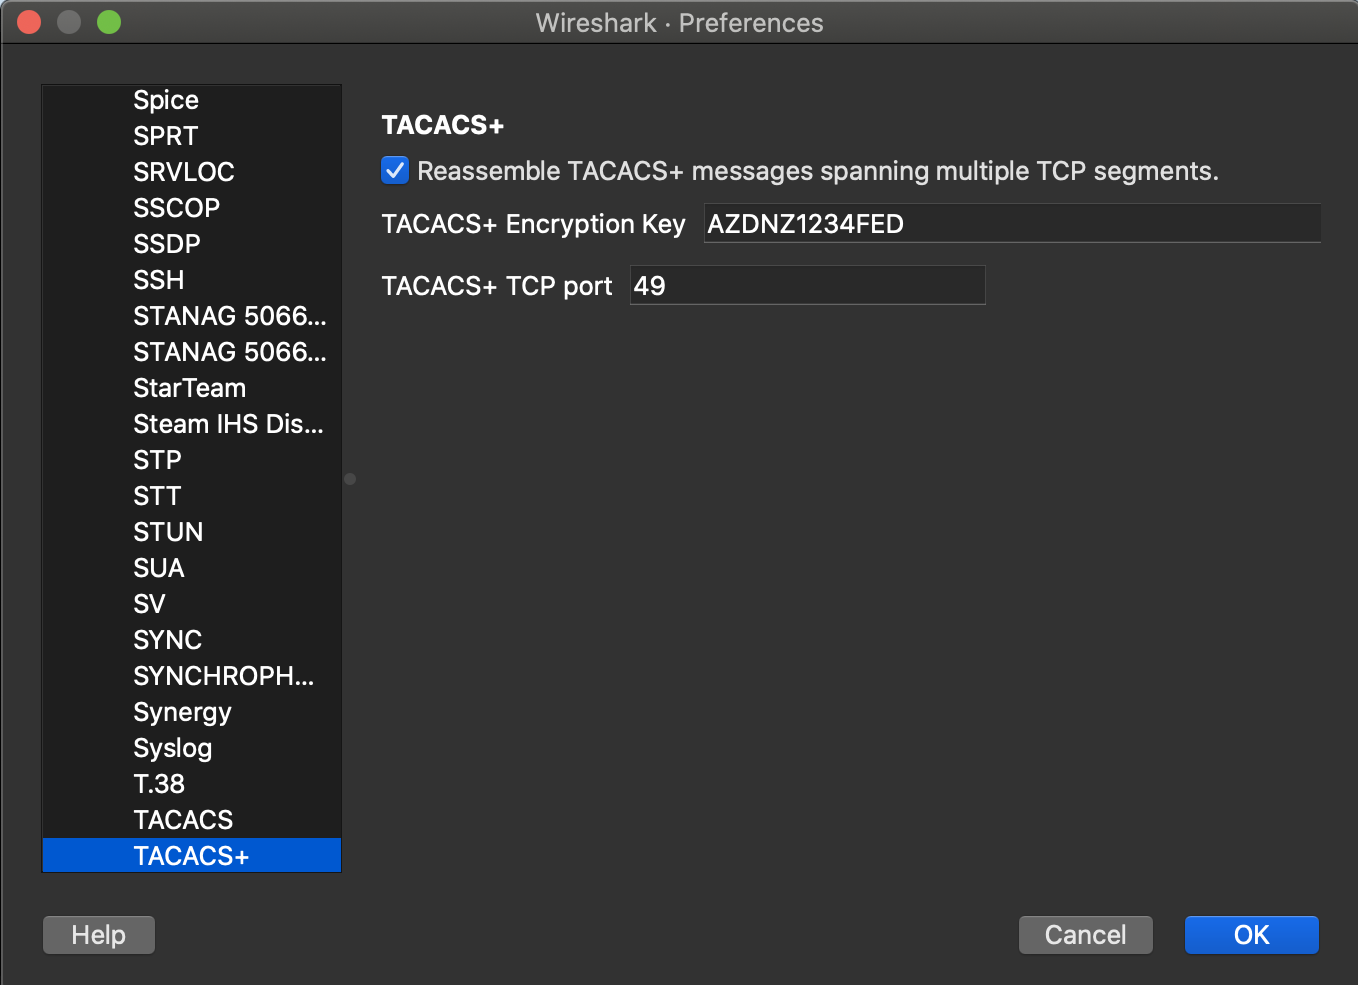 Wireshark · Preferences
Spice
SPRT
SRVLOC
SSCOP
SSDP
SSH
STANAG 5066...
STANAG 5066...
StarTeam
Steam IHS Dis...
STP
STT
STUN
SUA
SV
SYNC
SYNCHROPH...
Synergy
Syslog
T.38
TACACS
TACACS+
TACACS+
Reassemble TACACS+ messages spanning multiple TCP segments.
TACACS+ Encryption Key AZDNZ1234FED
TACACS+ TCP port 49
Help Cancel OK